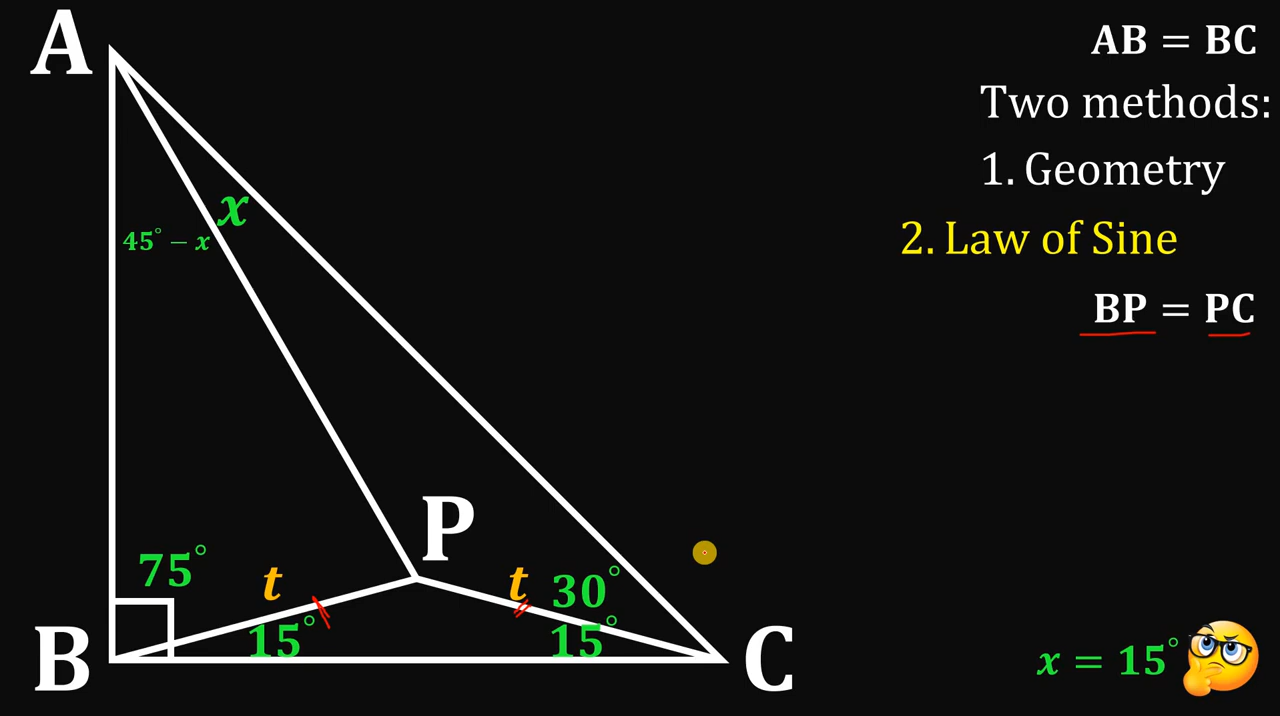 A
AB = BC
Two methods:
1. Geometry
x
45° − x
2. Law of Sine
BP = PC
P
75°
t
t
30°
15°
15°
B
C
x = 15°